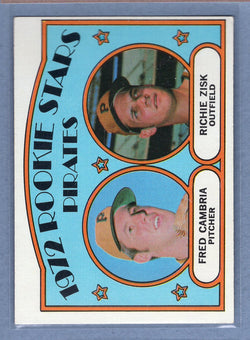 1972 ROOKIE STARS
PIRATES
RICHIE ZISK
OUTFIELD
FRED CAMBRIA
PITCHER
P
P